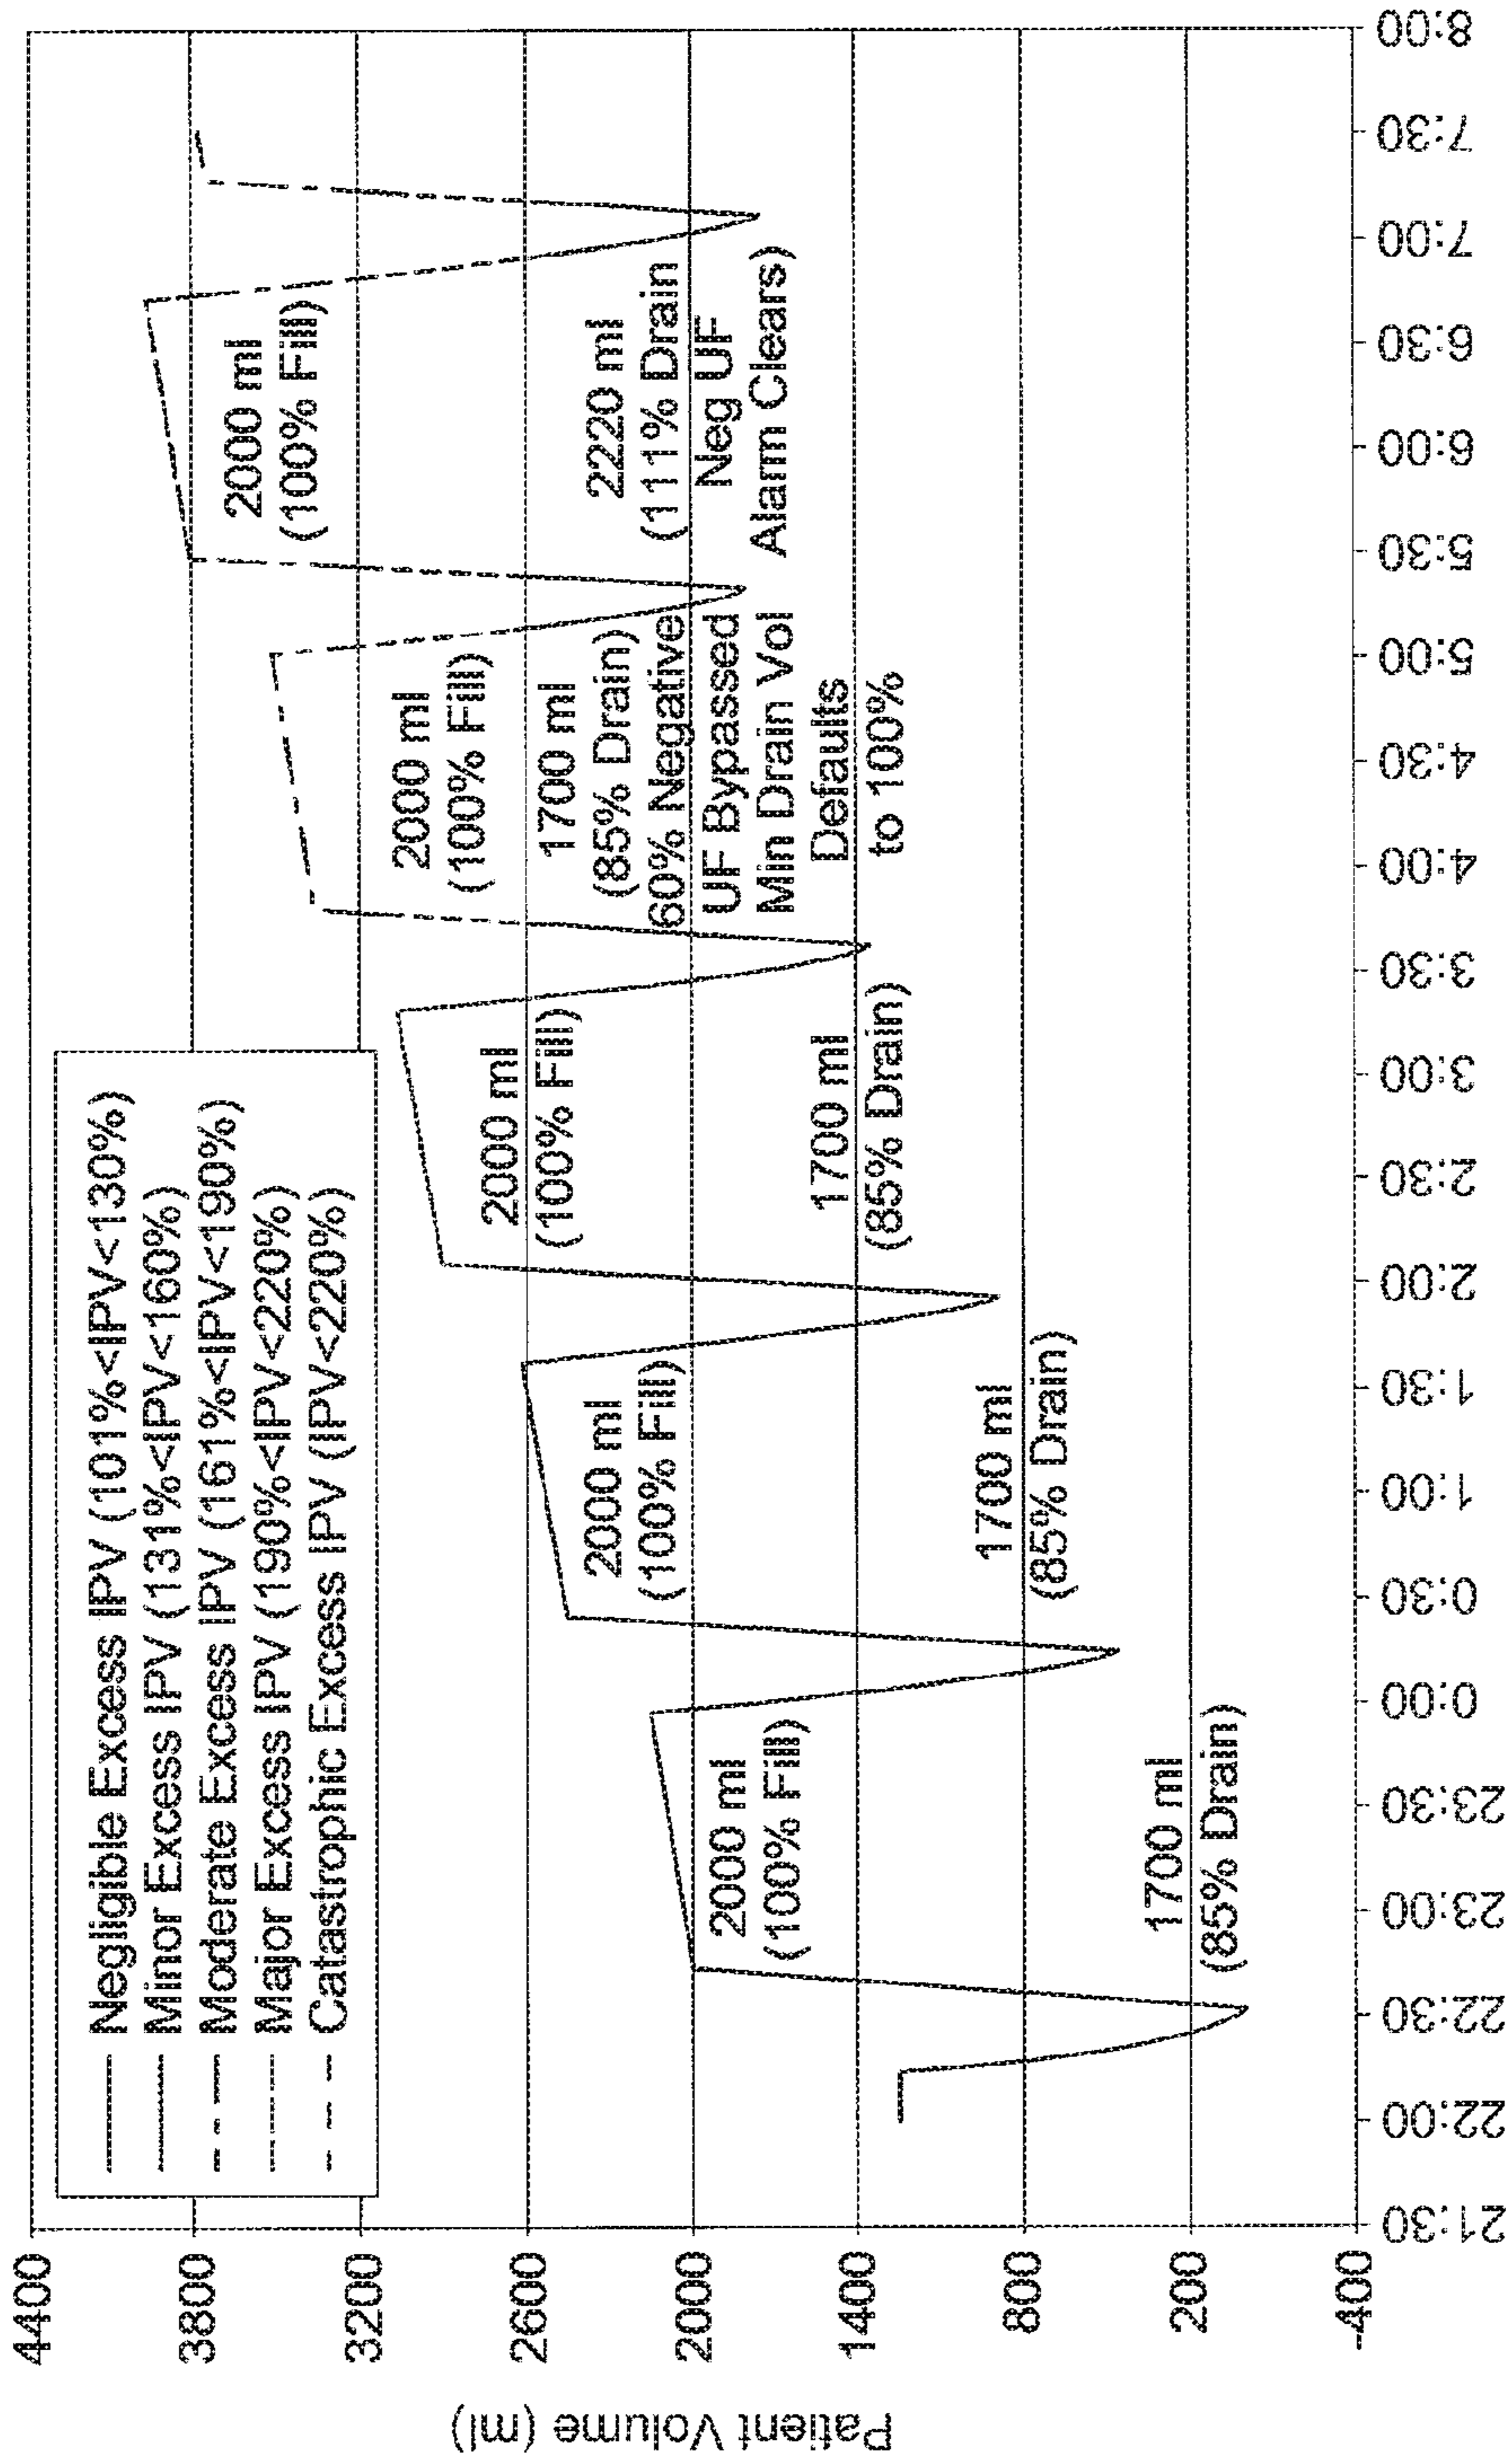 4400
3800
3200
2600
2000
1400
800
200
-400
Patient Volume (ml)
Negligible Excess IPV (101%<IPV<130%)
Minor Excess IPV (131%<IPV<160%)
Moderate Excess IPV (161%<IPV<190%)
Major Excess IPV (190%<IPV<220%)
Catastrophic Excess IPV (IPV<220%)
1700 ml
(85% Drain)
2000 ml
(100% Fill)
1700 ml
(85% Drain)
2000 ml
(100% Fill)
1700 ml
(85% Drain)
2000 ml
(100% Fill)
1700 ml
(85% Drain)
60% Negative
UF Bypassed
Min Drain Vol
Defaults
to 100%
2000 ml
(100% Fill)
2220 ml
(111% Drain
Neg UF
Alarm Clears)
2000 ml
(100% Fill)
21:30
22:00
22:30
23:00
23:30
0:00
0:30
1:00
1:30
2:00
2:30
3:00
3:30
4:00
4:30
5:00
5:30
6:00
6:30
7:00
7:30
8:00